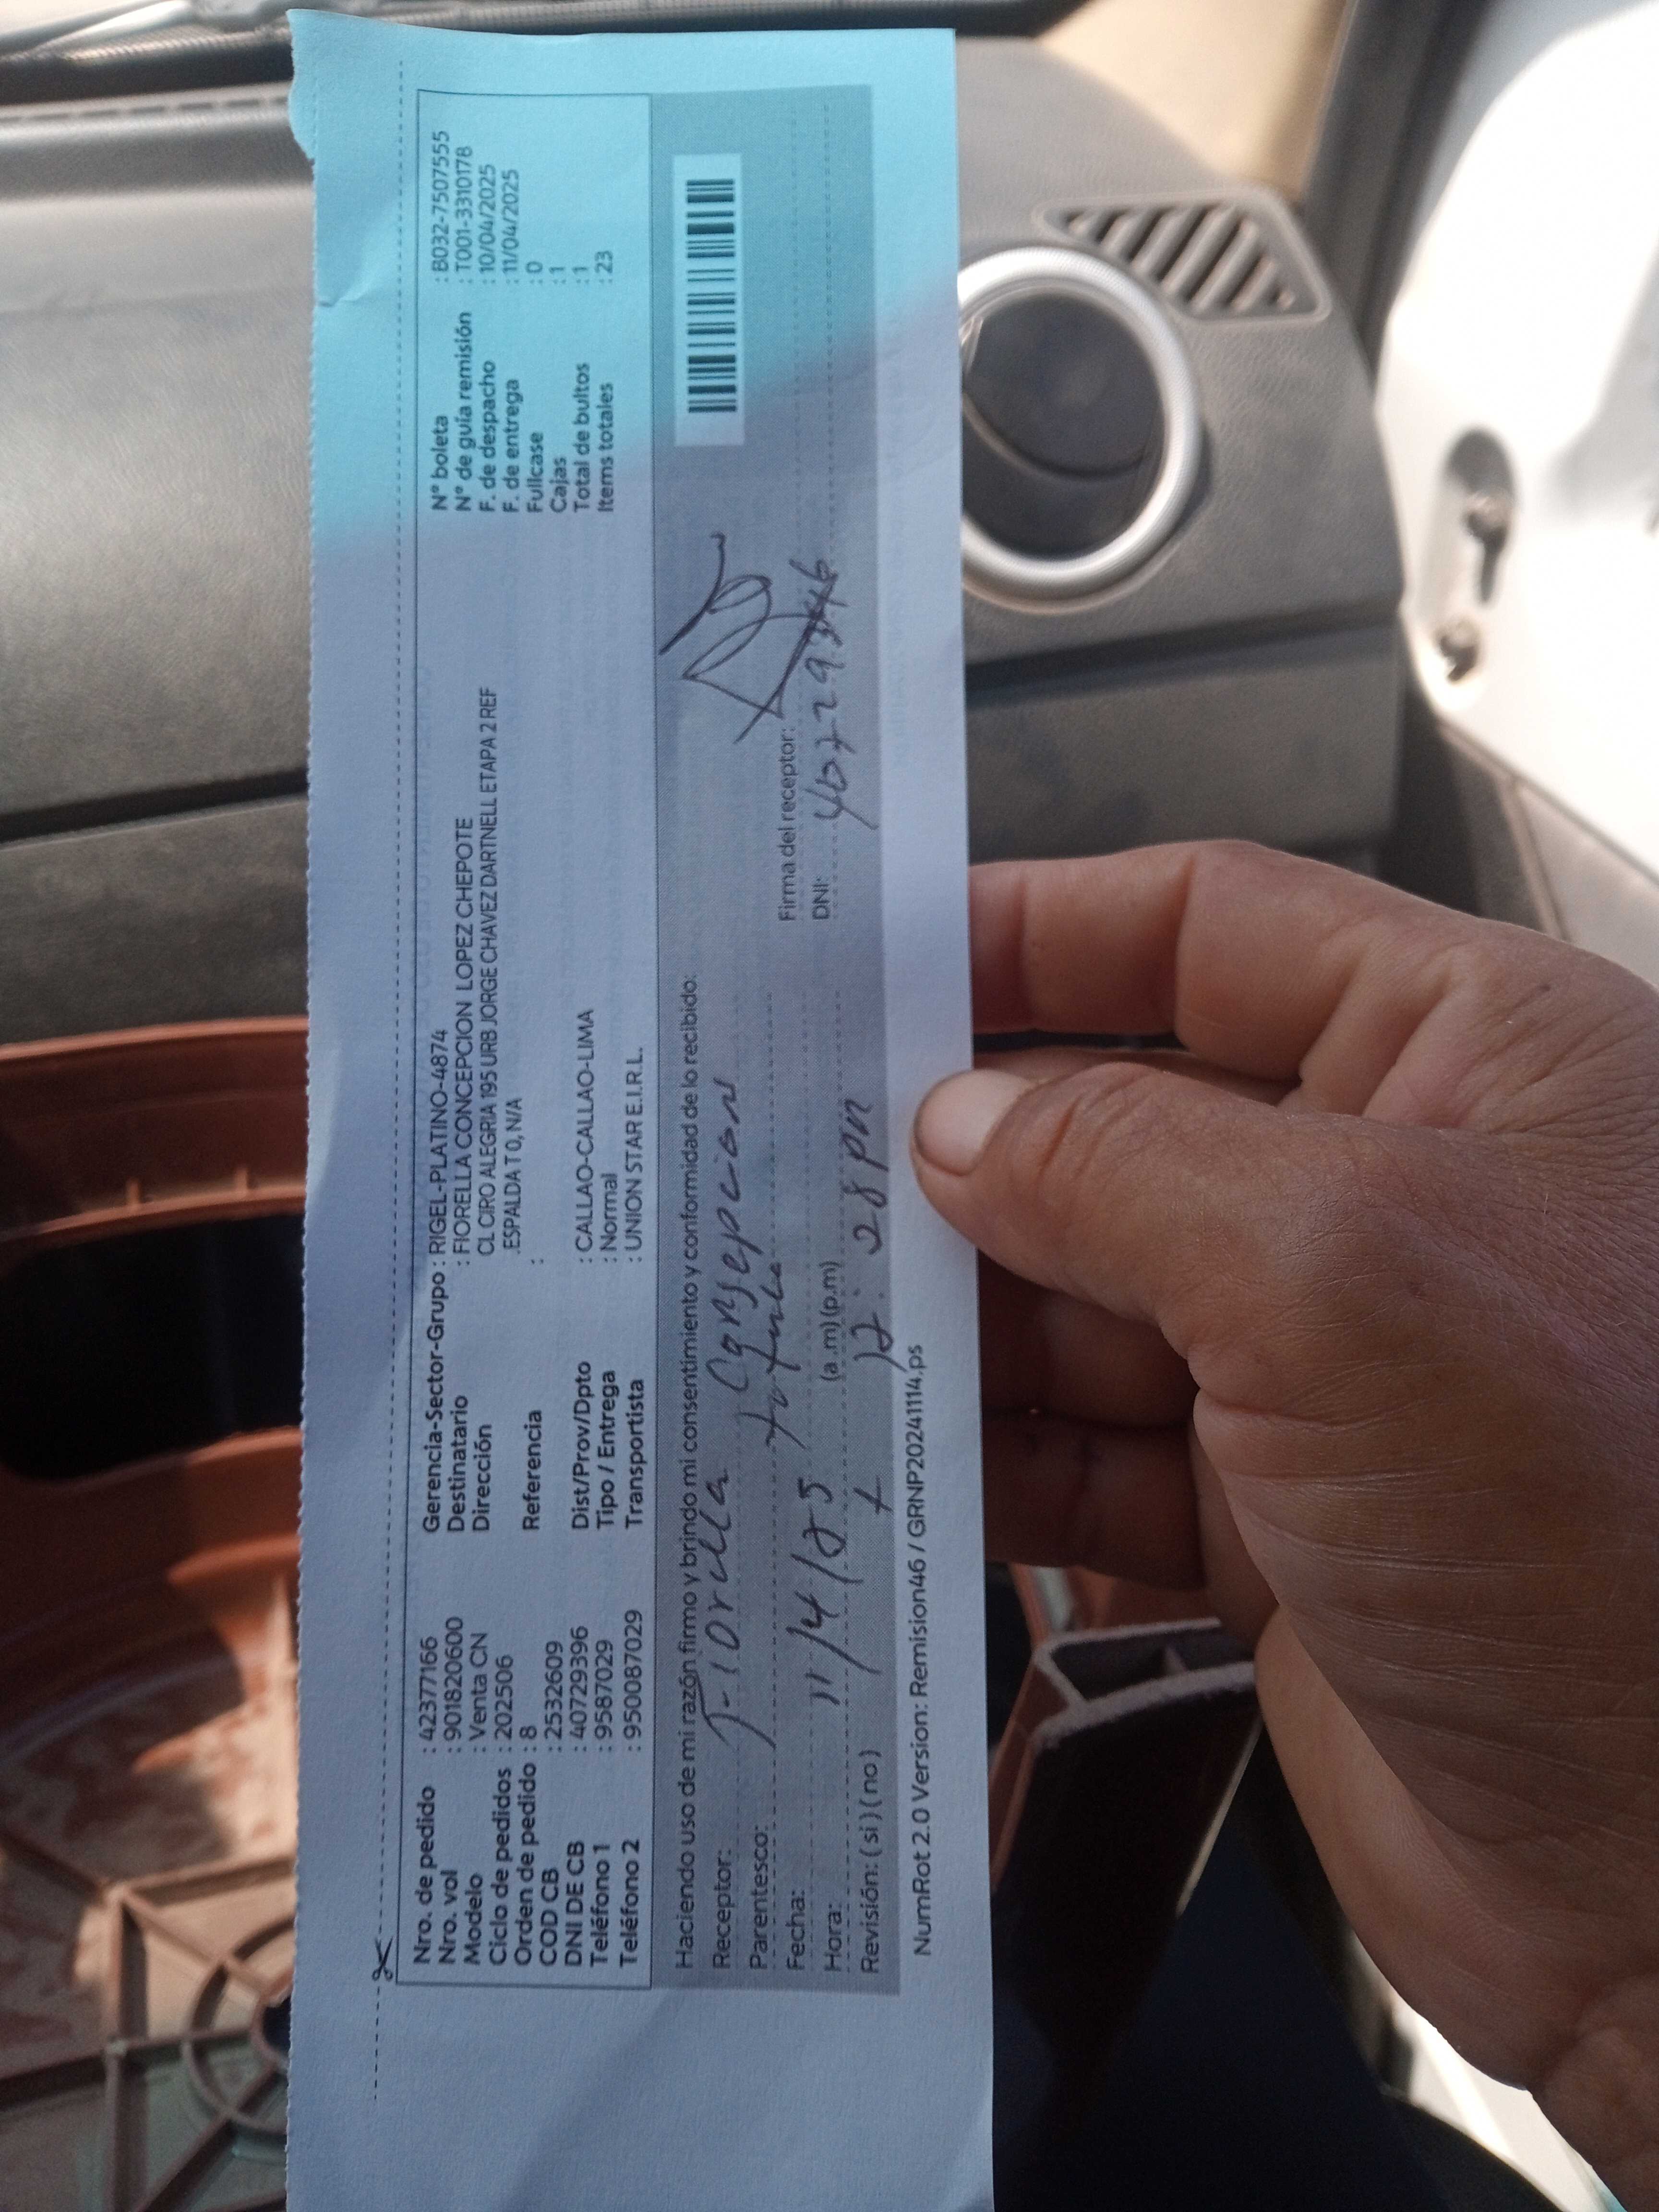 Nro. de pedido : 42377166
Nro. vol : 901820600
Modelo : Venta CN
Ciclo de pedidos : 202506
Orden de pedido : 8
COD CB : 2532609
DNI DE CB : 40729396
Teléfono 1 : 9587029
Teléfono 2 : 950087029
Gerencia-Sector-Grupo : RIGEL-PLATINO-4874
Destinatario : FIORELLA CONCEPCION LOPEZ CHEPOTE
Dirección CL CIRO ALEGRIA 195 URB JORGE CHAVEZ DARTNELL ETAPA 2 REF
.ESPALDA T 0, N/A
Referencia :
Dist/Prov/Dpto : CALLAO-CALLAO-LIMA
Tipo / Entrega : Normal
Transportista : UNION STAR E.I.R.L.
N° boleta : B032-7507555
N° de guía remisión : T001-3310178
F. de despacho : 10/04/2025
F. de entrega : 11/04/2025
Fullcase : 0
Cajas : 1
Total de bultos : 1
Items totales : 23
Haciendo uso de mi razón firmo y brindo mi consentimiento y conformidad de lo recibido:
Receptor: Fiorella Consepcion
Parentesco:
Fecha: 11/4/25
Hora: (a .m) (p.m)
12:28 pm
Revisión: ( si ) ( no )
Firma del receptor:
DNI:
NumRot 2.0 Version: Remision46 / GRNP20241114.ps